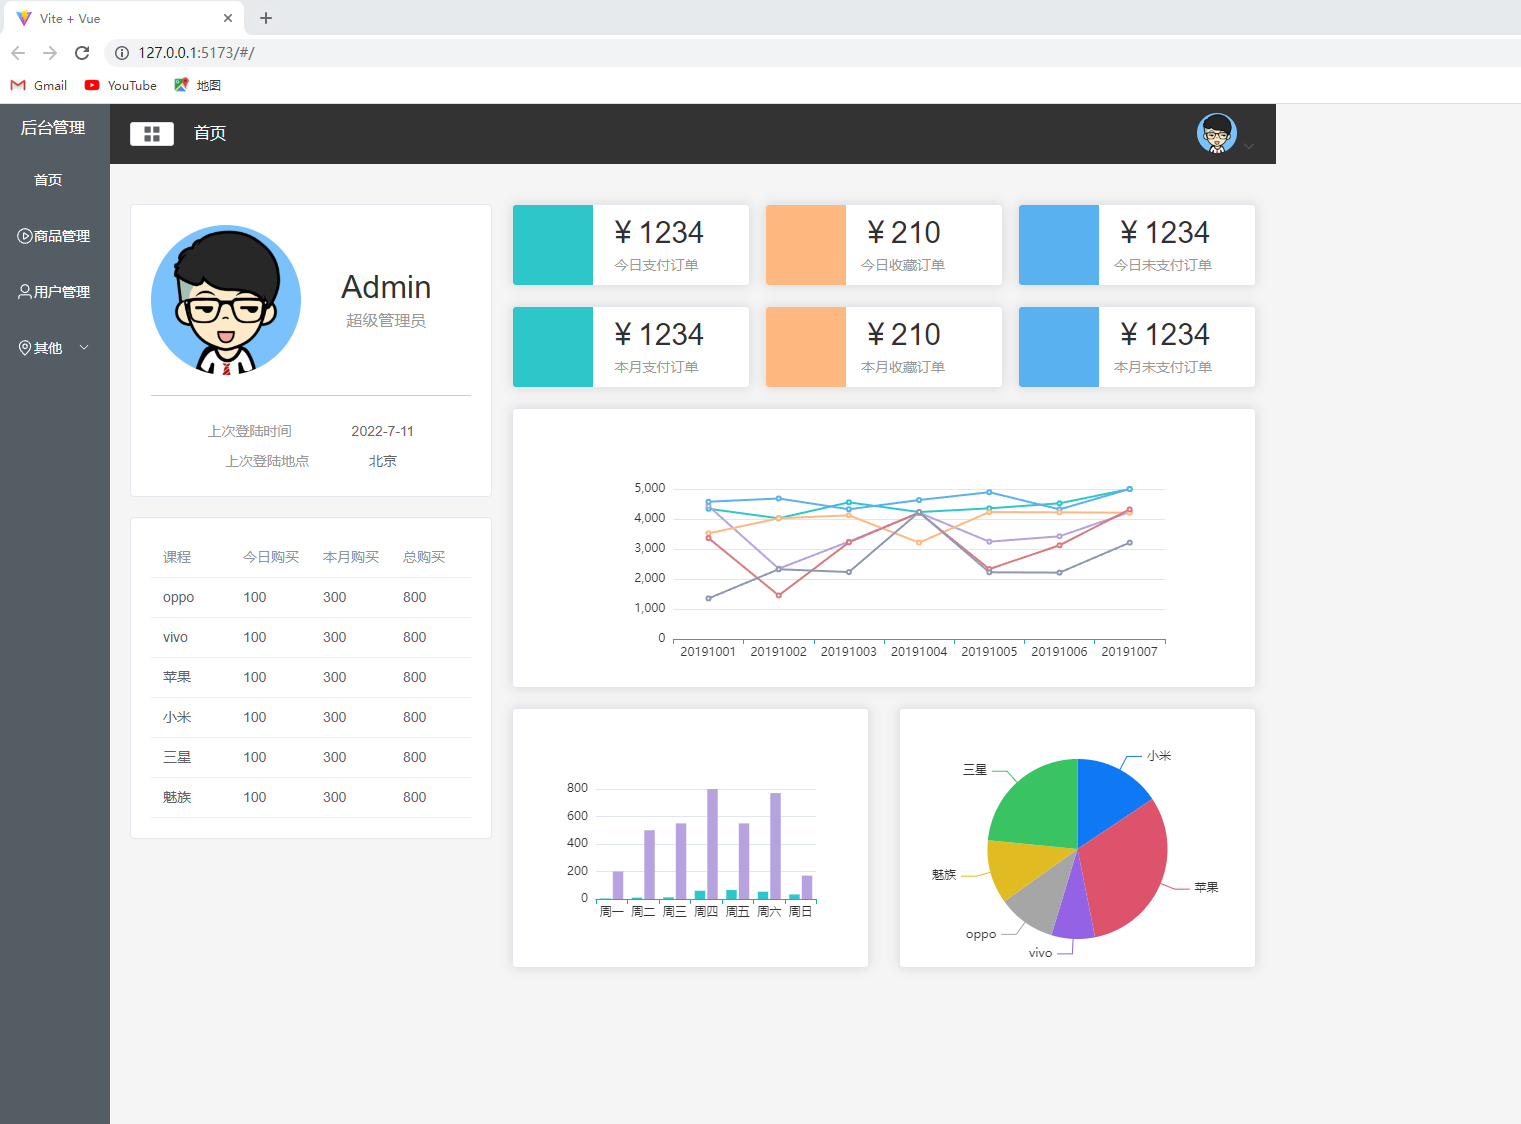 Vite + Vue
127.0.0.1:5173/#/
Gmail YouTube 地图
后台管理
首页
商品管理
用户管理
其他
首页
Admin
超级管理员
上次登陆时间 2022-7-11
上次登陆地点 北京
课程 今日购买 本月购买 总购买
oppo 100 300 800
vivo 100 300 800
苹果 100 300 800
小米 100 300 800
三星 100 300 800
魅族 100 300 800
¥ 1234
今日支付订单
¥ 210
今日收藏订单
¥ 1234
今日未支付订单
¥ 1234
本月支付订单
¥ 210
本月收藏订单
¥ 1234
本月未支付订单
5,000
4,000
3,000
2,000
1,000
0
20191001 20191002 20191003 20191004 20191005 20191006 20191007
800
600
400
200
0
周一 周二 周三 周四 周五 周六 周日
小米
三星
魅族
苹果
oppo
vivo